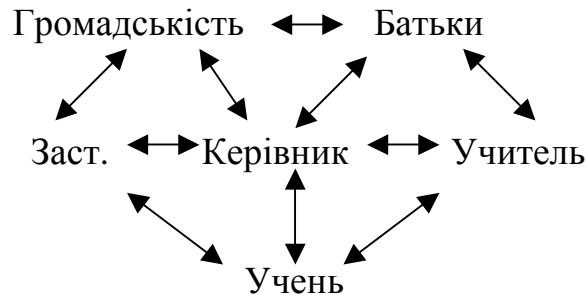 Громадськість Батьки
Заст. Керівник Учитель
Учень